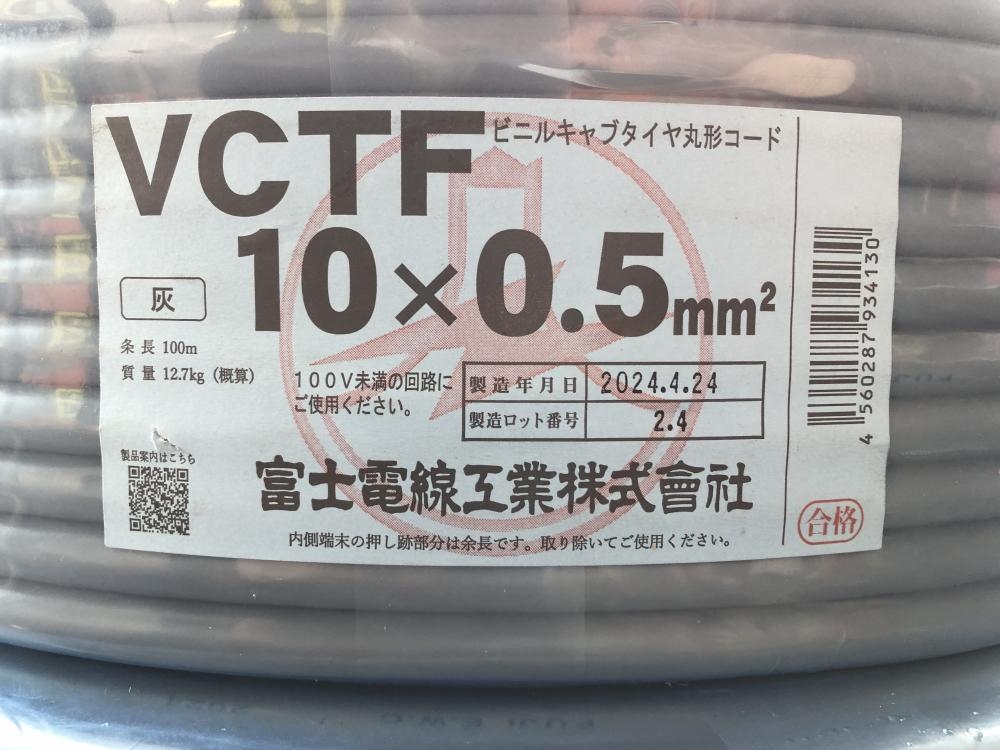 VCTF
ビニルキャブタイヤ丸形コード
10×0.5mm²
灰
条長 100m
質量 12.7kg（概算）
100V未満の回路に
ご使用ください。
製造年月日 2024.4.24
製造ロット番号 2.4
製品案内はこちら
富士電線工業株式會社
内側端末の押し跡部分は余長です。取り除いてご使用ください。
4 560287 934130
合格
FUJI E.W.C